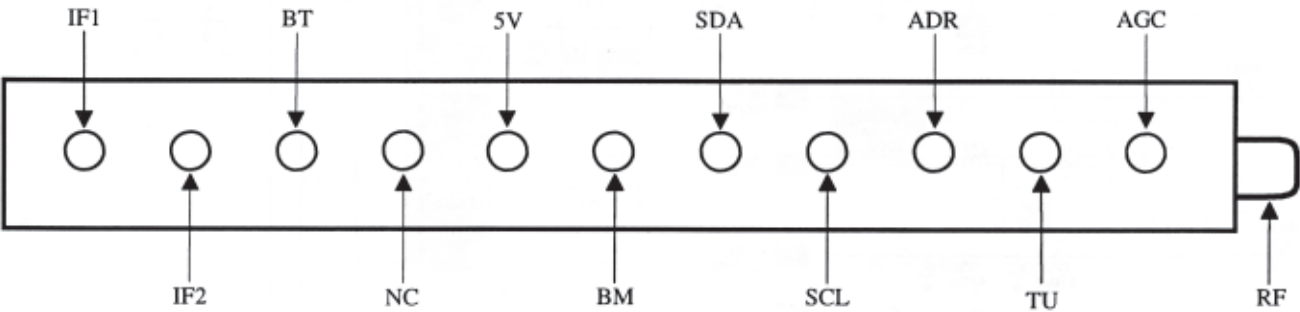 IF1 BT 5V SDA ADR AGC
IF2 NC BM SCL TU RF